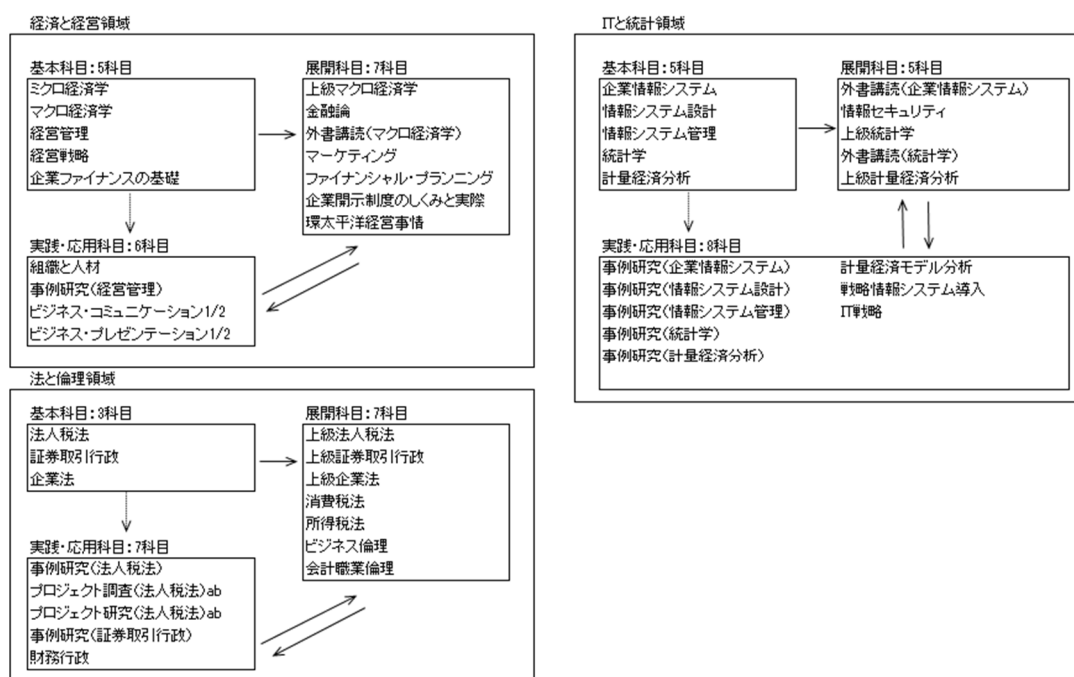 経済と経営領域
基本科目:5科目
ミクロ経済学
マクロ経済学
経営管理
経営戦略
企業ファイナンスの基礎
展開科目:7科目
上級マクロ経済学
金融論
外書講読(マクロ経済学)
マーケティング
ファイナンシャル・プランニング
企業開示制度のしくみと実際
環太平洋経営事情
実践・応用科目:6科目
組織と人材
事例研究(経営管理)
ビジネス・コミュニケーション1/2
ビジネス・プレゼンテーション1/2
法と倫理領域
基本科目:3科目
法人税法
証券取引行政
企業法
展開科目:7科目
上級法人税法
上級証券取引行政
上級企業法
消費税法
所得税法
ビジネス倫理
会計職業倫理
実践・応用科目:7科目
事例研究(法人税法)
プロジェクト調査(法人税法)ab
プロジェクト研究(法人税法)ab
事例研究(証券取引行政)
財務行政
ITと統計領域
基本科目:5科目
企業情報システム
情報システム設計
情報システム管理
統計学
計量経済分析
展開科目:5科目
外書講読(企業情報システム)
情報セキュリティ
上級統計学
外書講読(統計学)
上級計量経済分析
実践・応用科目:8科目
事例研究(企業情報システム)
事例研究(情報システム設計)
事例研究(情報システム管理)
事例研究(統計学)
事例研究(計量経済分析)
計量経済モデル分析
戦略情報システム導入
IT戦略